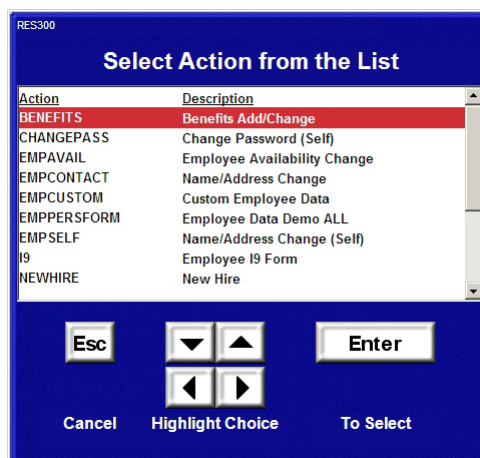 RES300
Select Action from the List
Action Description
BENEFITS Benefits Add/Change
CHANGEPASS Change Password (Self)
EMPAVAIL Employee Availability Change
EMPCONTACT Name/Address Change
EMPCUSTOM Custom Employee Data
EMPPERSFORM Employee Data Demo ALL
EMPSELF Name/Address Change (Self)
I9 Employee I9 Form
NEWHIRE New Hire
Esc Enter
Cancel Highlight Choice To Select